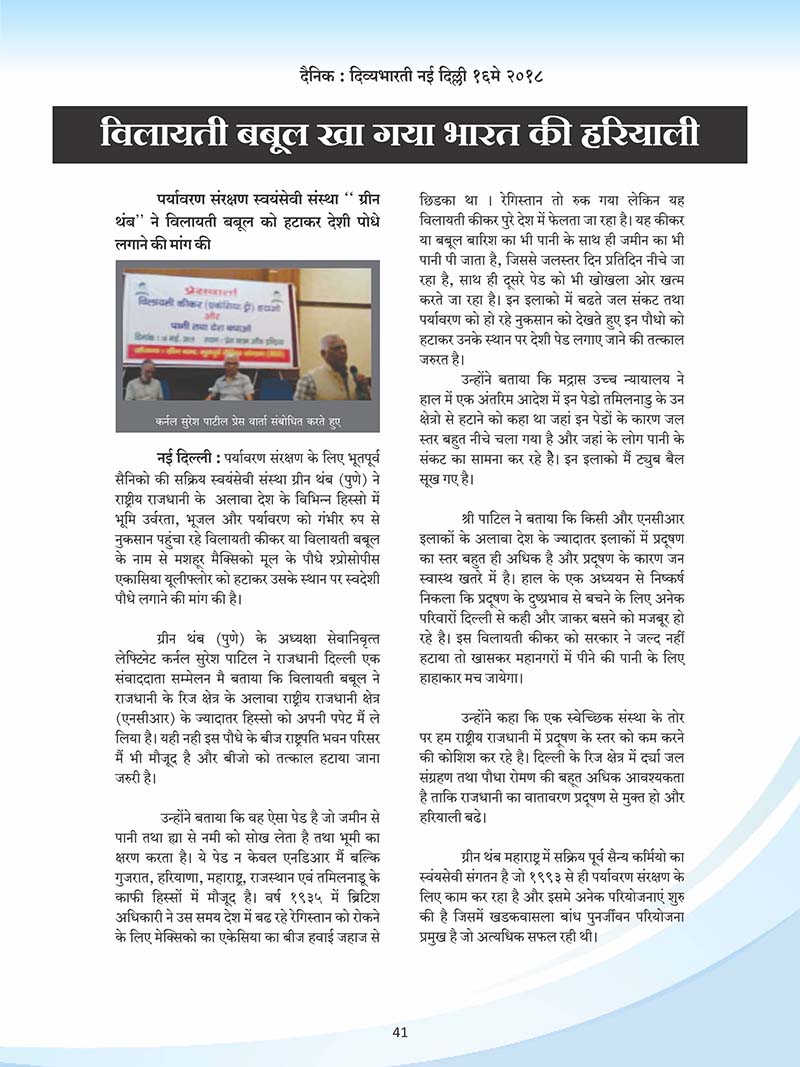 दैनिक : दिव्यभारती नई दिल्ली १६मे २०१८
विलायती बबूल खा गया भारत की हरियाली
पर्यावरण संरक्षण स्वयंसेवी संस्था ‘‘ ग्रीन
थंब’’ ने विलायती बबूल को हटाकर देशी पोधे
लगाने की मांग की
प्रेसवार्ता
विलायती कीकर (एकेसिया ट्री) हटाओ
और
पानी तथा देश बचाओ
कर्नल सुरेश पाटील प्रेस वार्ता संबोधित करते हुए
नई दिल्ली : पर्यावरण संरक्षण के लिए भूतपूर्व
सैनिको की सक्रिय स्वयंसेवी संस्था ग्रीन थंब (पुणे) ने
राष्ट्रीय राजधानी के अलावा देश के विभिन्न हिस्सो में
भूमि उर्वरता, भूजल और पर्यावरण को गंभीर रुप से
नुकसान पहुंचा रहे विलायती कीकर या विलायती बबूल
के नाम से मशहूर मैक्सिको मूल के पौधे श्प्रोसोपीस
एकासिया यूलीफ्लोर को हटाकर उसके स्थान पर स्वदेशी
पौधे लगाने की मांग की है।
ग्रीन थंब (पुणे) के अध्यक्षा सेवानिवृत्त
लेफ्टिनेट कर्नल सुरेश पाटिल ने राजधानी दिल्ली एक
संवाददाता सम्मेलन मै बताया कि विलायती बबूल ने
राजधानी के रिज क्षेत्र के अलावा राष्ट्रीय राजधानी क्षेत्र
(एनसीआर) के ज्यादातर हिस्सो को अपनी पपेट मैं ले
लिया है। यही नही इस पौधे के बीज राष्ट्रपति भवन परिसर
मैं भी मौजूद है और बीजो को तत्काल हटाया जाना
जरुरी है।
उन्होंने बताया कि वह ऐसा पेड है जो जमीन से
पानी तथा ह्या से नमी को सोख लेता है तथा भूमी का
क्षरण करता है। ये पेड न केवल एनडिआर मैं बल्कि
गुजरात, हरियाणा, महाराष्ट्र, राजस्थान एवं तमिलनाडू के
काफी हिस्सों में मौजूद है। वर्ष १९३५ में ब्रिटिश
अधिकारी ने उस समय देश में बढ रहे रेगिस्तान को रोकने
के लिए मेक्सिको का एकेसिया का बीज हवाई जहाज से
छिडका था । रेगिस्तान तो रुक गया लेकिन यह
विलायती कीकर पुरे देश में फेलता जा रहा है। यह कीकर
या बबूल बारिश का भी पानी के साथ ही जमीन का भी
पानी पी जाता है, जिससे जलस्तर दिन प्रतिदिन नीचे जा
रहा है, साथ ही दूसरे पेड को भी खोखला ओर खत्म
करते जा रहा है। इन इलाको में बढते जल संकट तथा
पर्यावरण को हो रहे नुकसान को देखते हुए इन पौधो को
हटाकर उनके स्थान पर देशी पेड लगाए जाने की तत्काल
जरुरत है।
उन्होंने बताया कि मद्रास उच्च न्यायालय ने
हाल में एक अंतरिम आदेश में इन पेडो तमिलनाडु के उन
क्षेत्रो से हटाने को कहा था जहां इन पेडों के कारण जल
स्तर बहुत नीचे चला गया है और जहां के लोग पानी के
संकट का सामना कर रहे हैे। इन इलाको मैं ट्युब बैल
सूख गए है।
श्री पाटिल ने बताया कि किसी और एनसीआर
इलाकों के अलावा देश के ज्यादातर इलाकों में प्रदूषण
का स्तर बहुत ही अधिक है और प्रदूषण के कारण जन
स्वास्थ खतरे में है। हाल के एक अध्ययन से निष्कर्ष
निकला कि प्रदूषण के दुष्प्रभाव से बचने के लिए अनेक
परिवारों दिल्ली से कही और जाकर बसने को मजबूर हो
रहे है। इस विलायती कीकर को सरकार ने जल्द नहीं
हटाया तो खासकर महानगरों में पीने की पानी के लिए
हाहाकार मच जायेगा।
उन्होंने कहा कि एक स्वेच्छिक संस्था के तोर
पर हम राष्ट्रीय राजधानी में प्रदूषण के स्तर को कम करने
की कोशिश कर रहे है। दिल्ली के रिज क्षेत्र में दर्चा जल
संग्रहण तथा पौधा रोमण की बहूत अधिक आवश्यकता
है ताकि राजधानी का वातावरण प्रदूषण से मुक्त हो और
हरियाली बढे।
ग्रीन थंब महाराष्ट्र में सक्रिय पूर्व सैन्य कर्मियो का
स्वंयसेवी संगतन है जो १९९३ से ही पर्यावरण संरक्षण के
लिए काम कर रहा है और इसमे अनेक परियोजनाएं शुरु
की है जिसमें खडकवासला बांध पुनर्जीवन परियोजना
प्रमुख है जो अत्यधिक सफल रही थी।
41